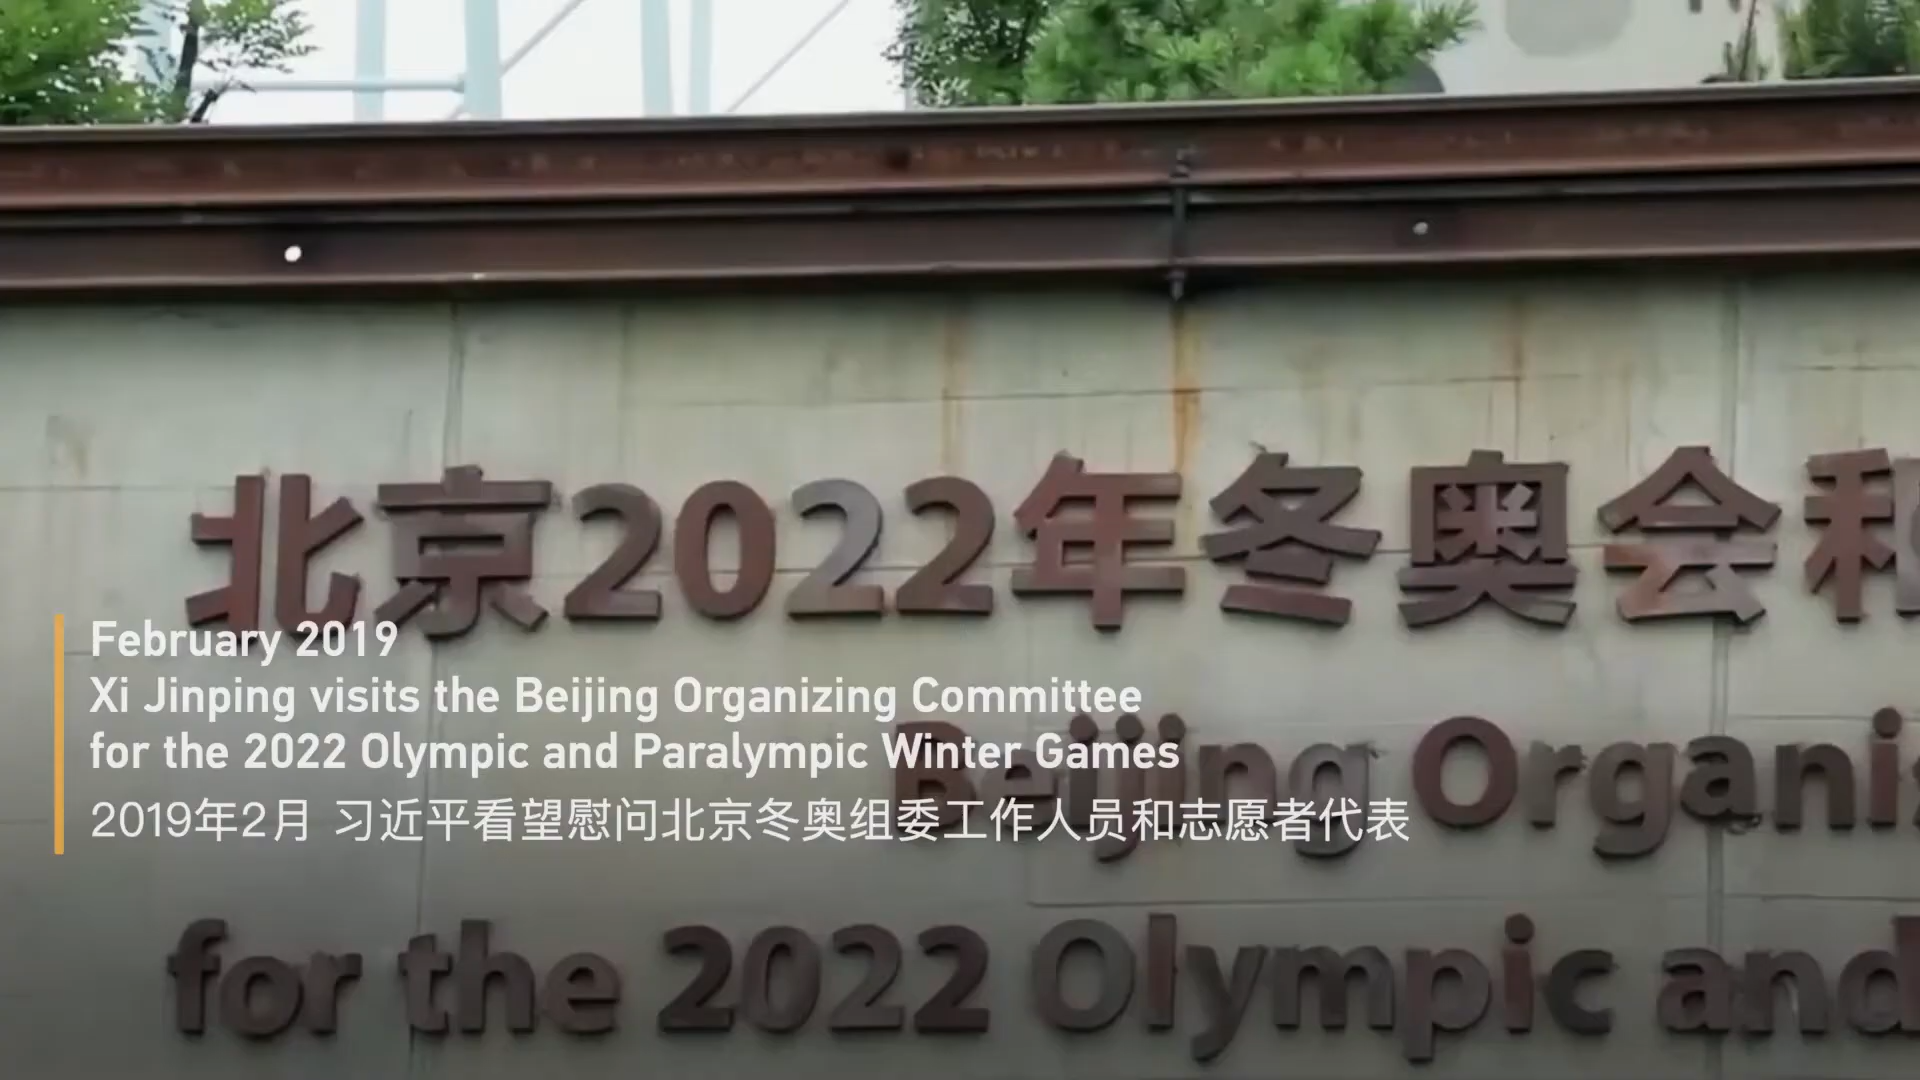 北京2022年冬奥会和
February 2019
Xi Jinping visits the Beijing Organizing Committee
for the 2022 Olympic and Paralympic Winter Games
Beijing Organi
2019年2月 习近平看望慰问北京冬奥组委工作人员和志愿者代表
for the 2022 Olympic and